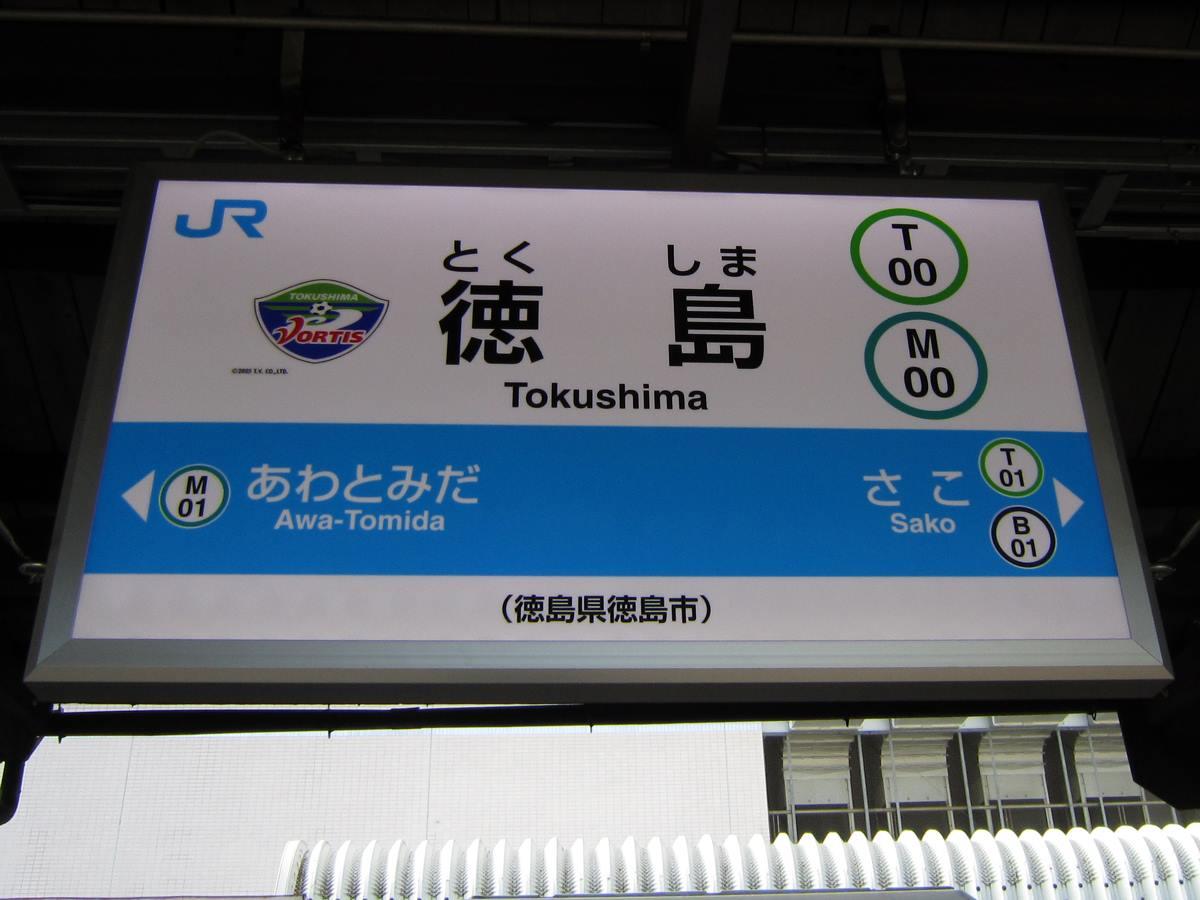 JR
とく しま
徳 島
Tokushima
TOKUSHIMA
VORTIS
T
00
M
00
M
01
あわとみだ
Awa-Tomida
さこ
Sako
T
01
B
01
(徳島県徳島市)